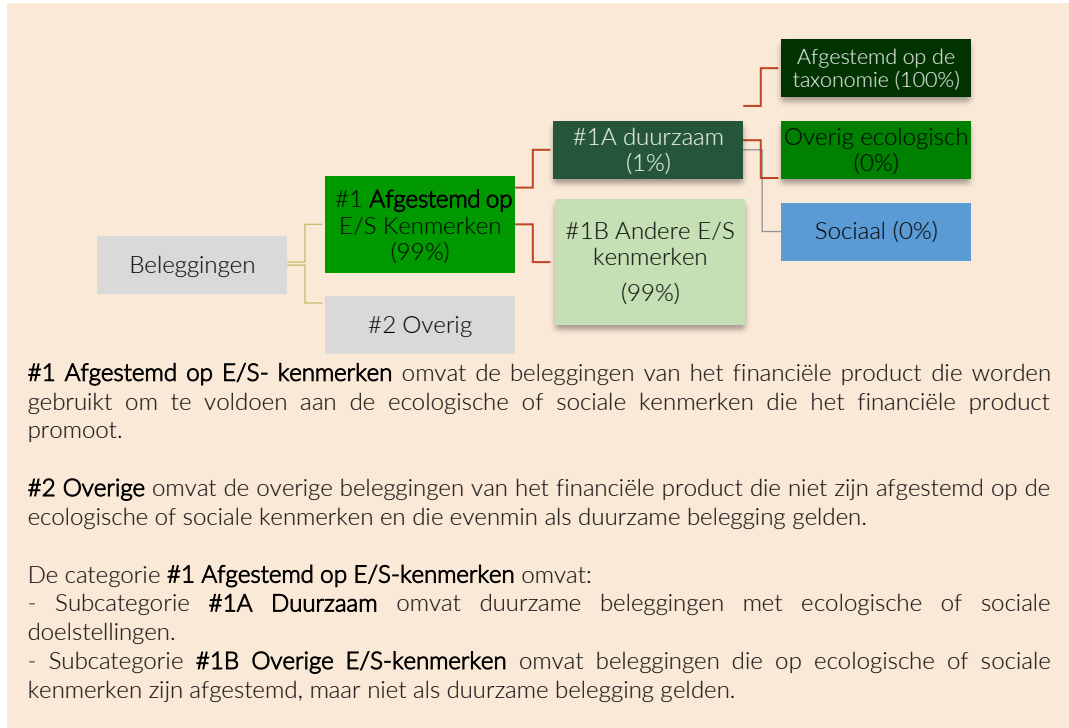 Beleggingen
#1 Afgestemd op
E/S Kenmerken
(99%)
#2 Overig
#1A duurzaam
(1%)
#1B Andere E/S
kenmerken
(99%)
Afgestemd op de
taxonomie (100%)
Overig ecologisch
(0%)
Sociaal (0%)
#1 Afgestemd op E/S- kenmerken omvat de beleggingen van het financiële product die worden
gebruikt om te voldoen aan de ecologische of sociale kenmerken die het financiële product
promoot.
#2 Overige omvat de overige beleggingen van het financiële product die niet zijn afgestemd op de
ecologische of sociale kenmerken en die evenmin als duurzame belegging gelden.
De categorie #1 Afgestemd op E/S-kenmerken omvat:
- Subcategorie #1A Duurzaam omvat duurzame beleggingen met ecologische of sociale
doelstellingen.
- Subcategorie #1B Overige E/S-kenmerken omvat beleggingen die op ecologische of sociale
kenmerken zijn afgestemd, maar niet als duurzame belegging gelden.